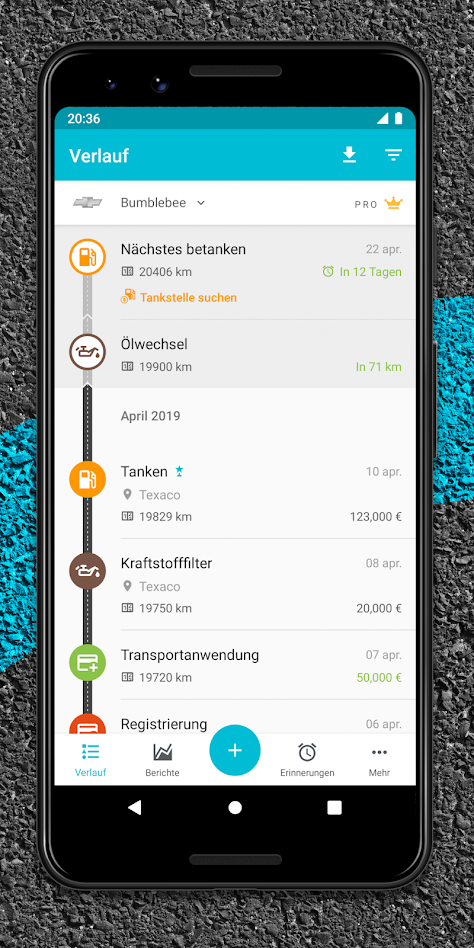 20:36
Verlauf
Bumblebee
PRO
Nächstes betanken 22 apr.
20406 km In 12 Tagen
Tankstelle suchen
Ölwechsel
19900 km In 71 km
April 2019
Tanken 10 apr.
Texaco
19829 km 123,000 €
Kraftstofffilter 08 apr.
Texaco
19750 km 20,000 €
Transportanwendung 07 apr.
19720 km 50,000 €
Registrierung 06 apr.
Verlauf Berichte Erinnerungen Mehr